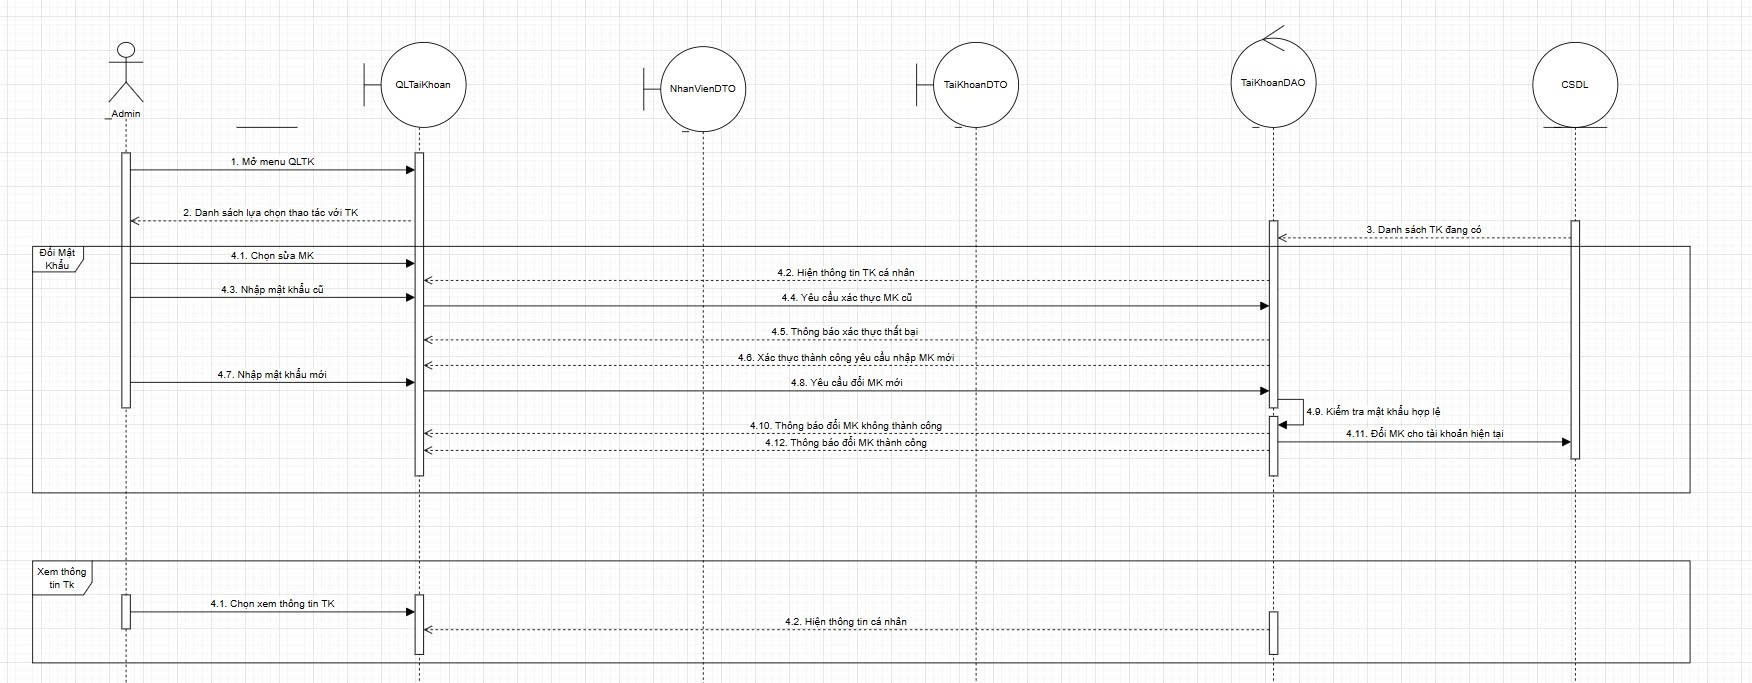 QLTaiKhoan
NhanVienDTO
TaiKhoanDTO
TaiKhoanDAO
CSDL
_Admin
1. Mở menu QLTK
2. Danh sách lựa chọn thao tác với TK
3. Danh sách TK đang có
Đổi Mật
Khẩu
4.1. Chọn sửa MK
4.2. Hiện thông tin TK cá nhân
4.3. Nhập mật khẩu cũ
4.4. Yêu cầu xác thực MK cũ
4.5. Thông báo xác thực thất bại
4.6. Xác thực thành công yêu cầu nhập MK mới
4.7. Nhập mật khẩu mới
4.8. Yêu cầu đổi MK mới
4.9. Kiểm tra mật khẩu hợp lệ
4.10. Thông báo đổi MK không thành công
4.11. Đổi MK cho tài khoản hiện tại
4.12. Thông báo đổi MK thành công
Xem thông
tin Tk
4.1. Chọn xem thông tin TK
4.2. Hiện thông tin cá nhân